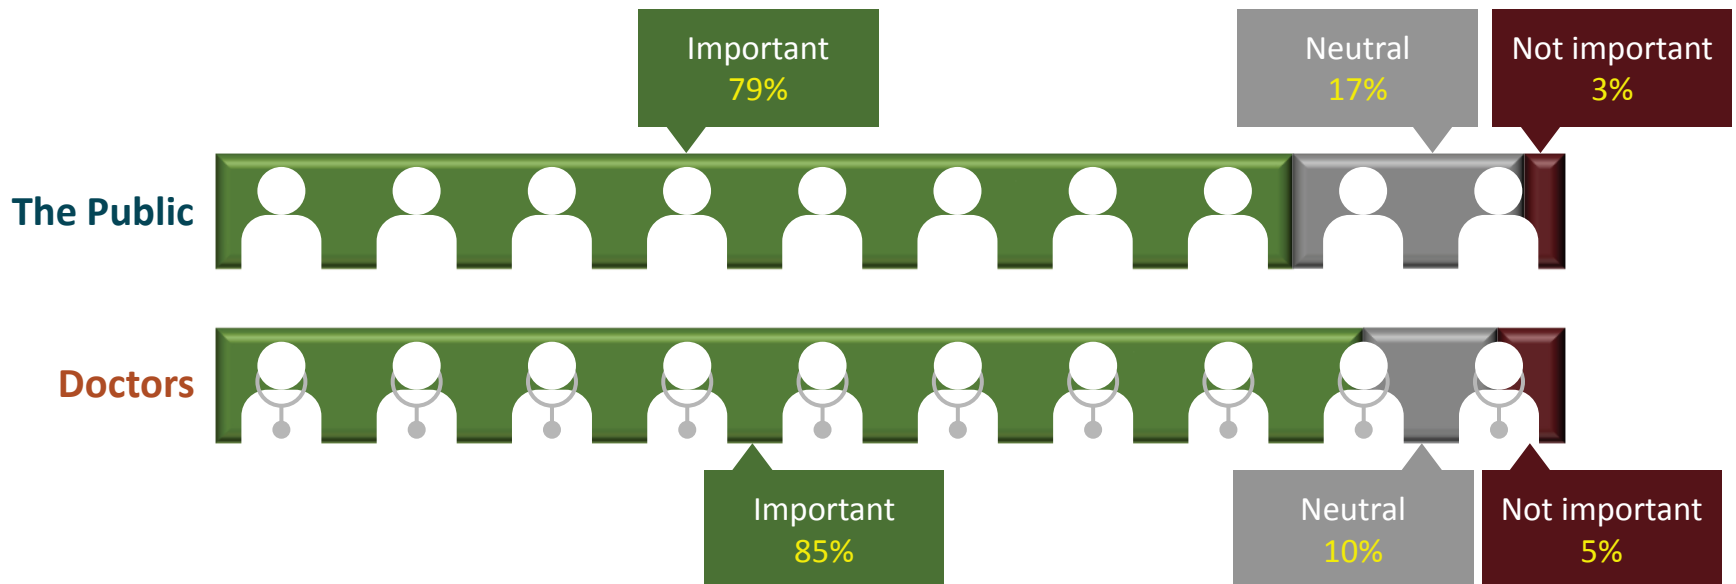 Important
79%
Neutral
17%
Not important
3%
The Public
Doctors
Important
85%
Neutral
10%
Not important
5%